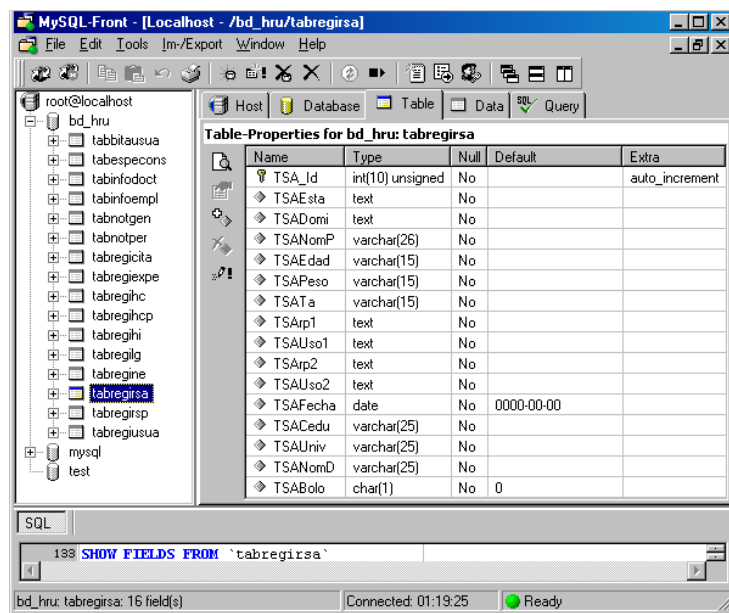 MySQL-Front - [Localhost - /bd_hru/tabregirsa]
File Edit Tools Im-/Export Window Help
root@localhost
bd_hru
tabbitausua
tabespecons
tabinfodoct
tabinfoempl
tabnotgen
tabnotper
tabregicita
tabregiexpe
tabregihc
tabregihcp
tabregihi
tabregilg
tabregine
tabregirsa
tabregirsp
tabregiusua
mysql
test
Host Database Table Data SQL Query
Table-Properties for bd_hru: tabregirsa
Name Type Null Default Extra
TSA_Id int(10) unsigned No auto_increment
TSAEsta text No
TSADomi text No
TSANomP varchar(26) No
TSAEdad varchar(15) No
TSAPeso varchar(15) No
TSATa varchar(15) No
TSArp1 text No
TSAUso1 text No
TSArp2 text No
TSAUso2 text No
TSAFecha date No 0000-00-00
TSACedu varchar(25) No
TSAUniv varchar(25) No
TSANomD varchar(25) No
TSABolo char(1) No 0
SQL
133 SHOW FIELDS FROM `tabregirsa`
bd_hru: tabregirsa: 16 field(s) Connected: 01:19:25 Ready